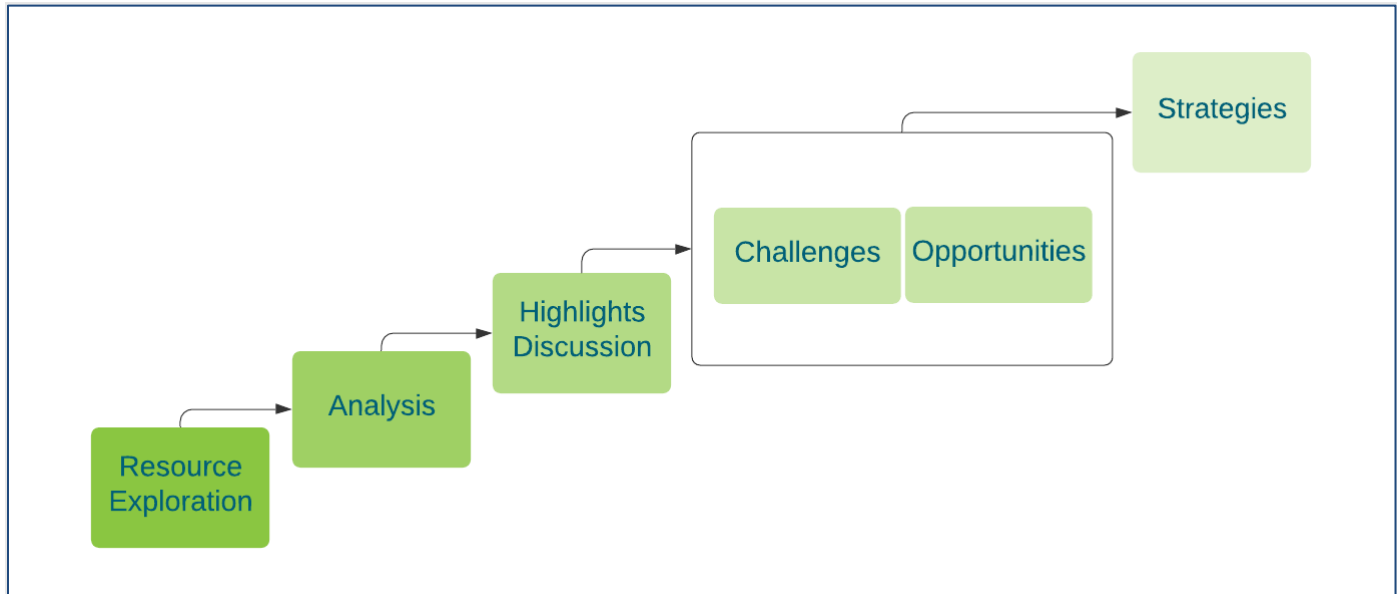 Resource
Exploration
Analysis
Highlights
Discussion
Challenges
Opportunities
Strategies